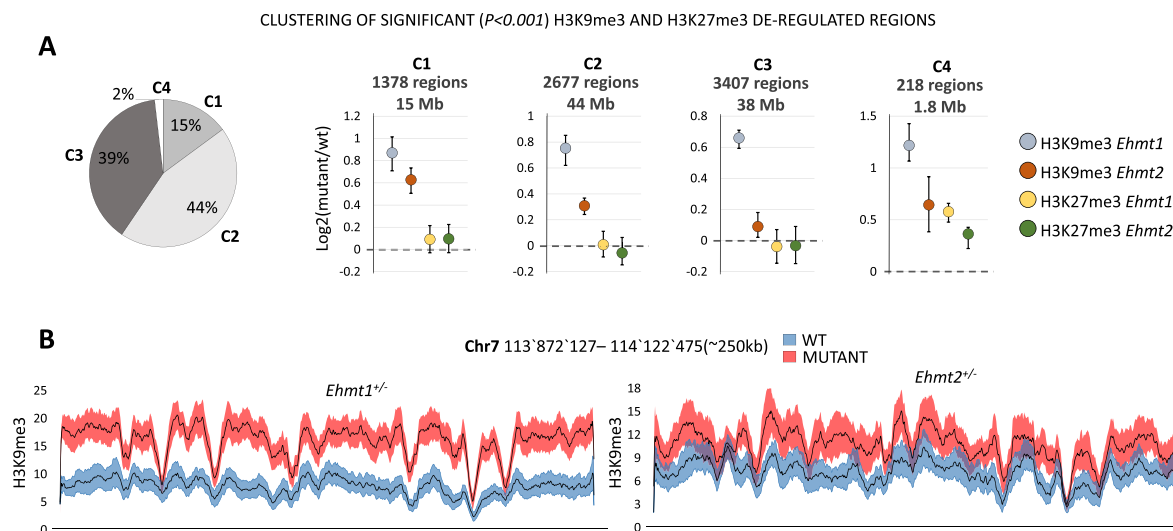 CLUSTERING OF SIGNIFICANT (P<0.001) H3K9me3 AND H3K27me3 DE-REGULATED REGIONS
A
C4
2%
C1
15%
C3
39%
44%
C2
Log2(mutant/wt)
C1
1378 regions
15 Mb
1.2
1
0.8
0.6
0.4
0.2
0
-0.2
C2
2677 regions
44 Mb
1
0.8
0.6
0.4
0.2
0
-0.2
C3
3407 regions
38 Mb
0.8
0.6
0.4
0.2
0
-0.2
C4
218 regions
1.8 Mb
1.5
1
0.5
0
H3K9me3 Ehmt1
H3K9me3 Ehmt2
H3K27me3 Ehmt1
H3K27me3 Ehmt2
B
Chr7 113`872`127– 114`122`475(~250kb)
WT
MUTANT
Ehmt1+/-
H3K9me3
25
20
15
10
5
0
Ehmt2+/-
H3K9me3
18
15
12
9
6
3
0